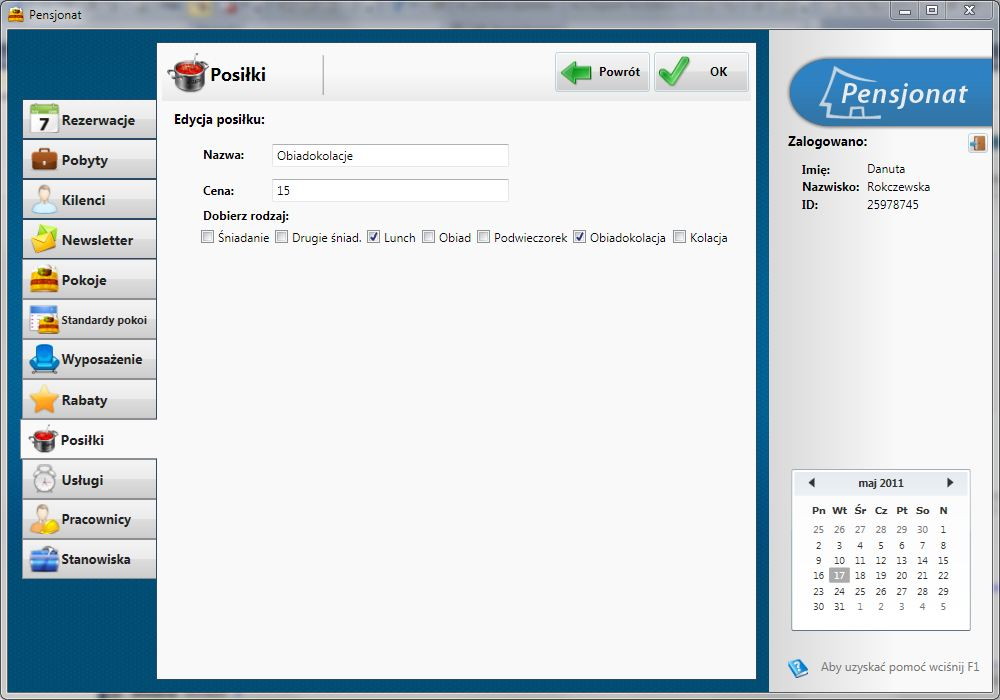 Pensjonat
Posiłki
Powrót
OK
7
Rezerwacje
Pobyty
Kilenci
Newsletter
Pokoje
Standardy pokoi
Wyposażenie
Rabaty
Posiłki
Usługi
Pracownicy
Stanowiska
Edycja posiłku:
Nazwa: Obiadokolacje
Cena: 15
Dobierz rodzaj:
Śniadanie Drugie śniad. Lunch Obiad Podwieczorek Obiadokolacja Kolacja
Pensjonat
Zalogowano:
Imię: Danuta
Nazwisko: Rokczewska
ID: 25978745
maj 2011
Pn Wt Śr Cz Pt So N
25 26 27 28 29 30 1
2 3 4 5 6 7 8
9 10 11 12 13 14 15
16 17 18 19 20 21 22
23 24 25 26 27 28 29
30 31 1 2 3 4 5
Aby uzyskać pomoc wciśnij F1